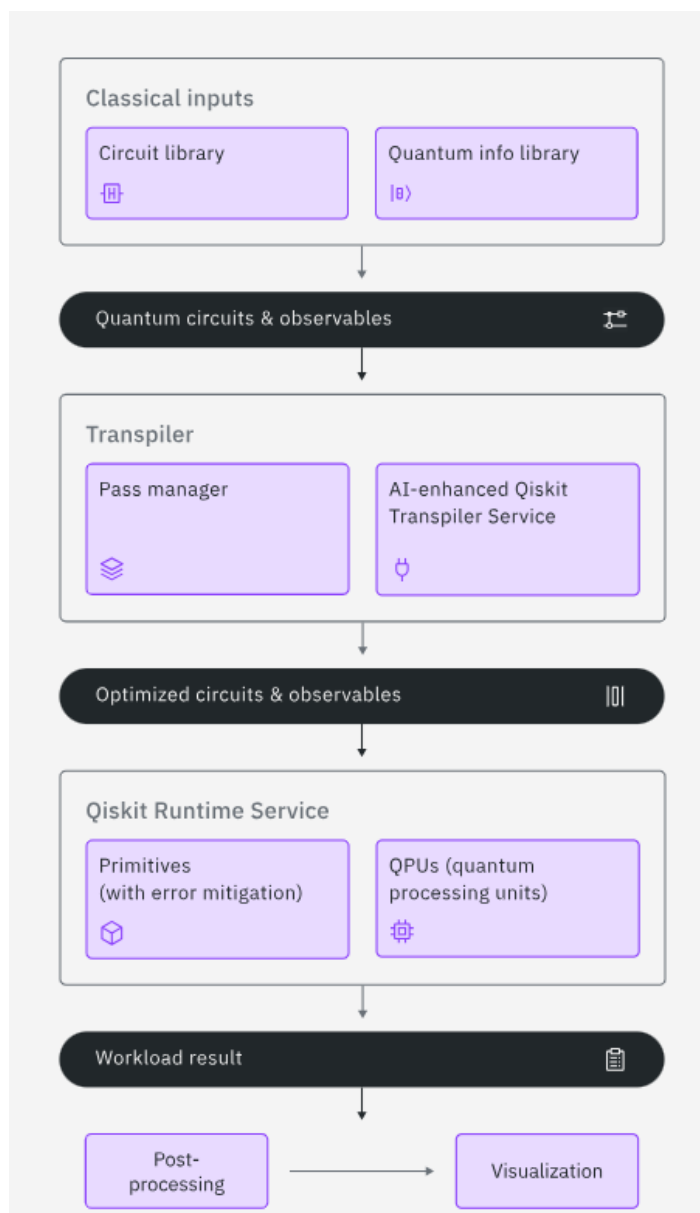 Classical inputs
Circuit library
Quantum info library
Quantum circuits & observables
Transpiler
Pass manager
AI-enhanced Qiskit
Transpiler Service
Optimized circuits & observables
Qiskit Runtime Service
Primitives
(with error mitigation)
QPUs (quantum
processing units)
Workload result
Post-
processing
Visualization